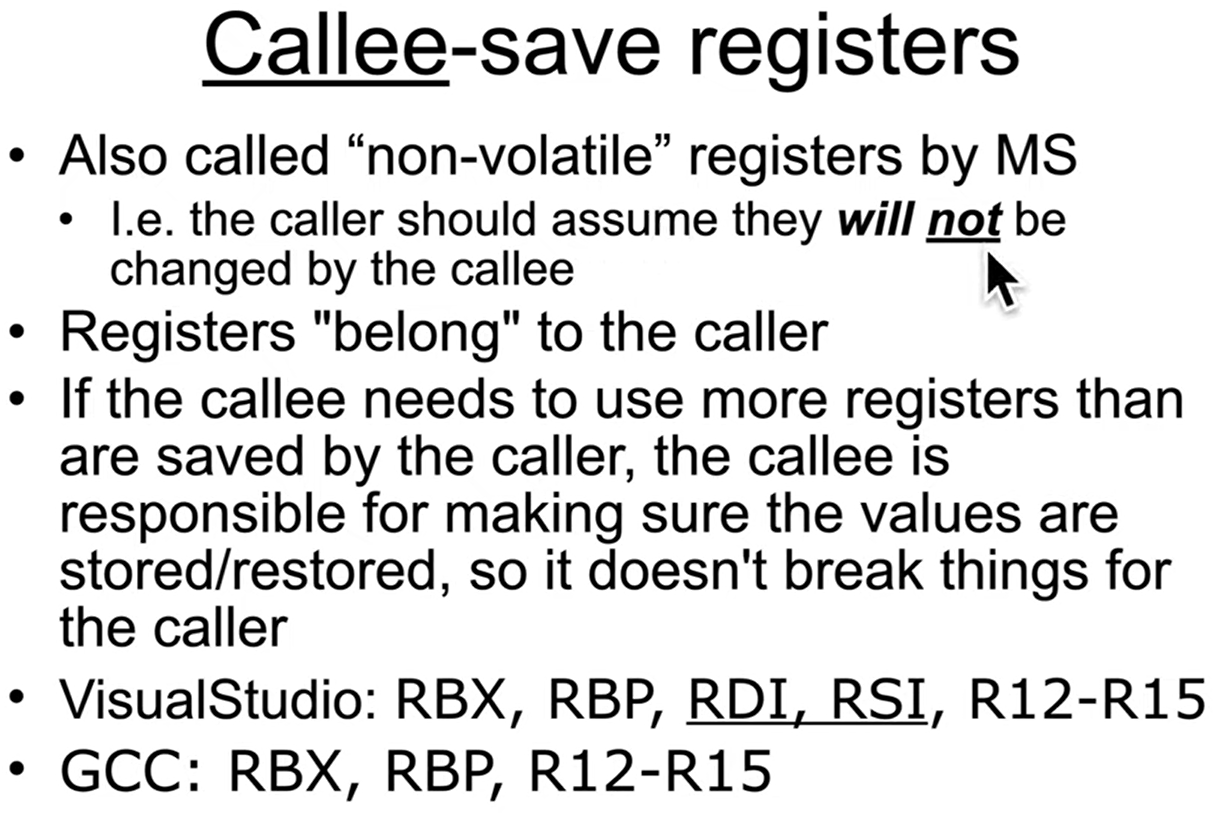 Callee-save registers
• Also called “non-volatile” registers by MS
• I.e. the caller should assume they will not be
changed by the callee
• Registers "belong" to the caller
• If the callee needs to use more registers than
are saved by the caller, the callee is
responsible for making sure the values are
stored/restored, so it doesn't break things for
the caller
• VisualStudio: RBX, RBP, RDI, RSI, R12-R15
• GCC: RBX, RBP, R12-R15